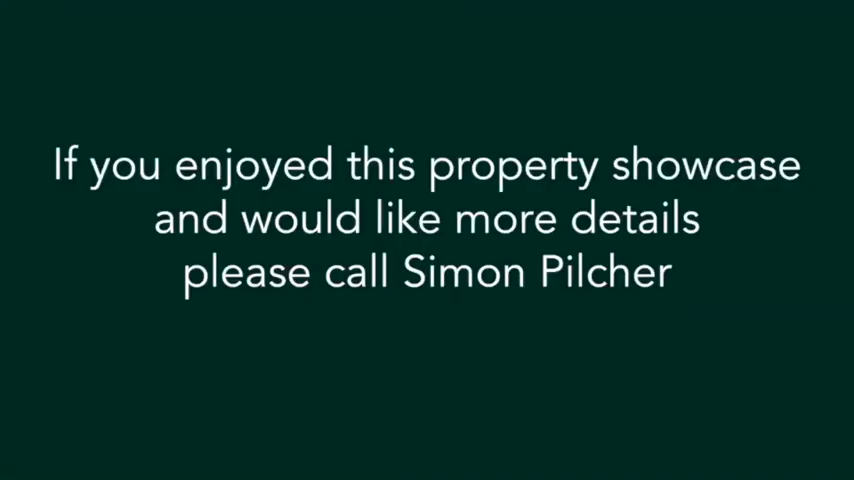 If you enjoyed this property showcase
and would like more details
please call Simon Pilcher